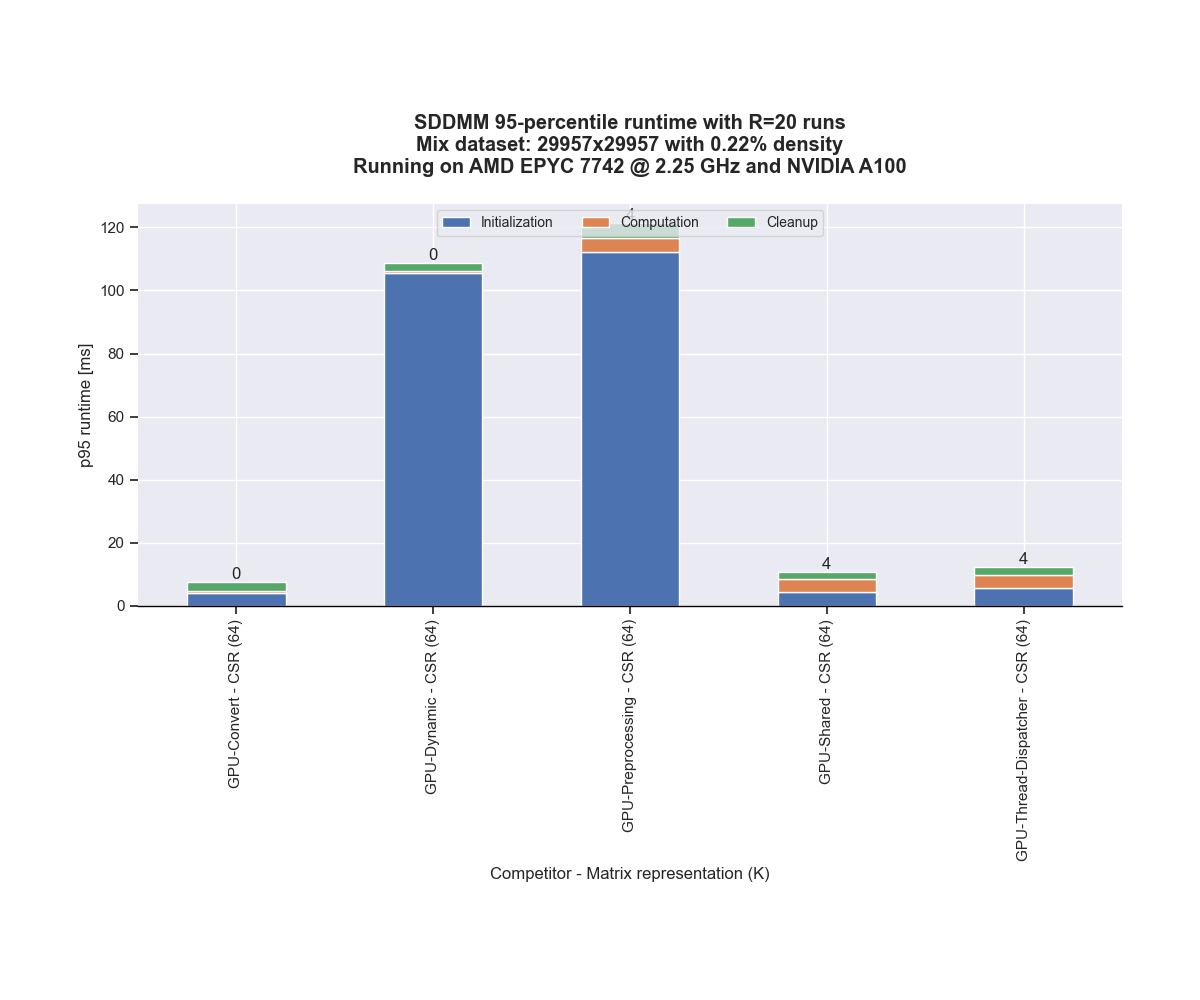 SDDMM 95-percentile runtime with R=20 runs
Mix dataset: 29957x29957 with 0.22% density
Running on AMD EPYC 7742 @ 2.25 GHz and NVIDIA A100
Initialization Computation Cleanup
p95 runtime [ms]
120
100
80
60
40
20
0
0
0
4
4
4
GPU-Convert - CSR (64)
GPU-Dynamic - CSR (64)
GPU-Preprocessing - CSR (64)
GPU-Shared - CSR (64)
GPU-Thread-Dispatcher - CSR (64)
Competitor - Matrix representation (K)